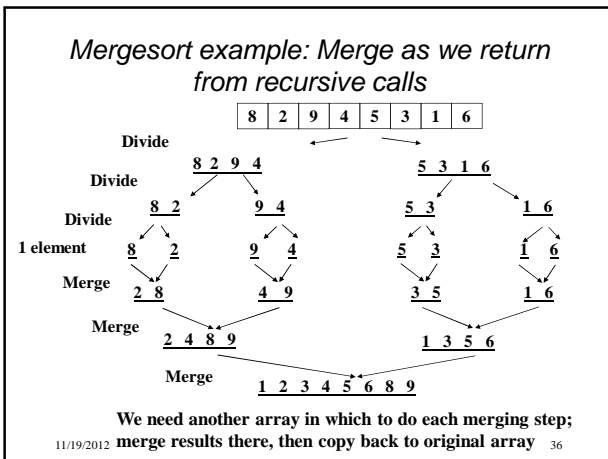 Mergesort example: Merge as we return
from recursive calls
8 2 9 4 5 3 1 6
Divide
8 2 9 4 5 3 1 6
Divide
8 2 9 4 5 3 1 6
Divide
1 element 8 2 9 4 5 3 1 6
Merge
2 8 4 9 3 5 1 6
Merge
2 4 8 9 1 3 5 6
Merge
1 2 3 4 5 6 8 9
We need another array in which to do each merging step;
11/19/2012 merge results there, then copy back to original array 36